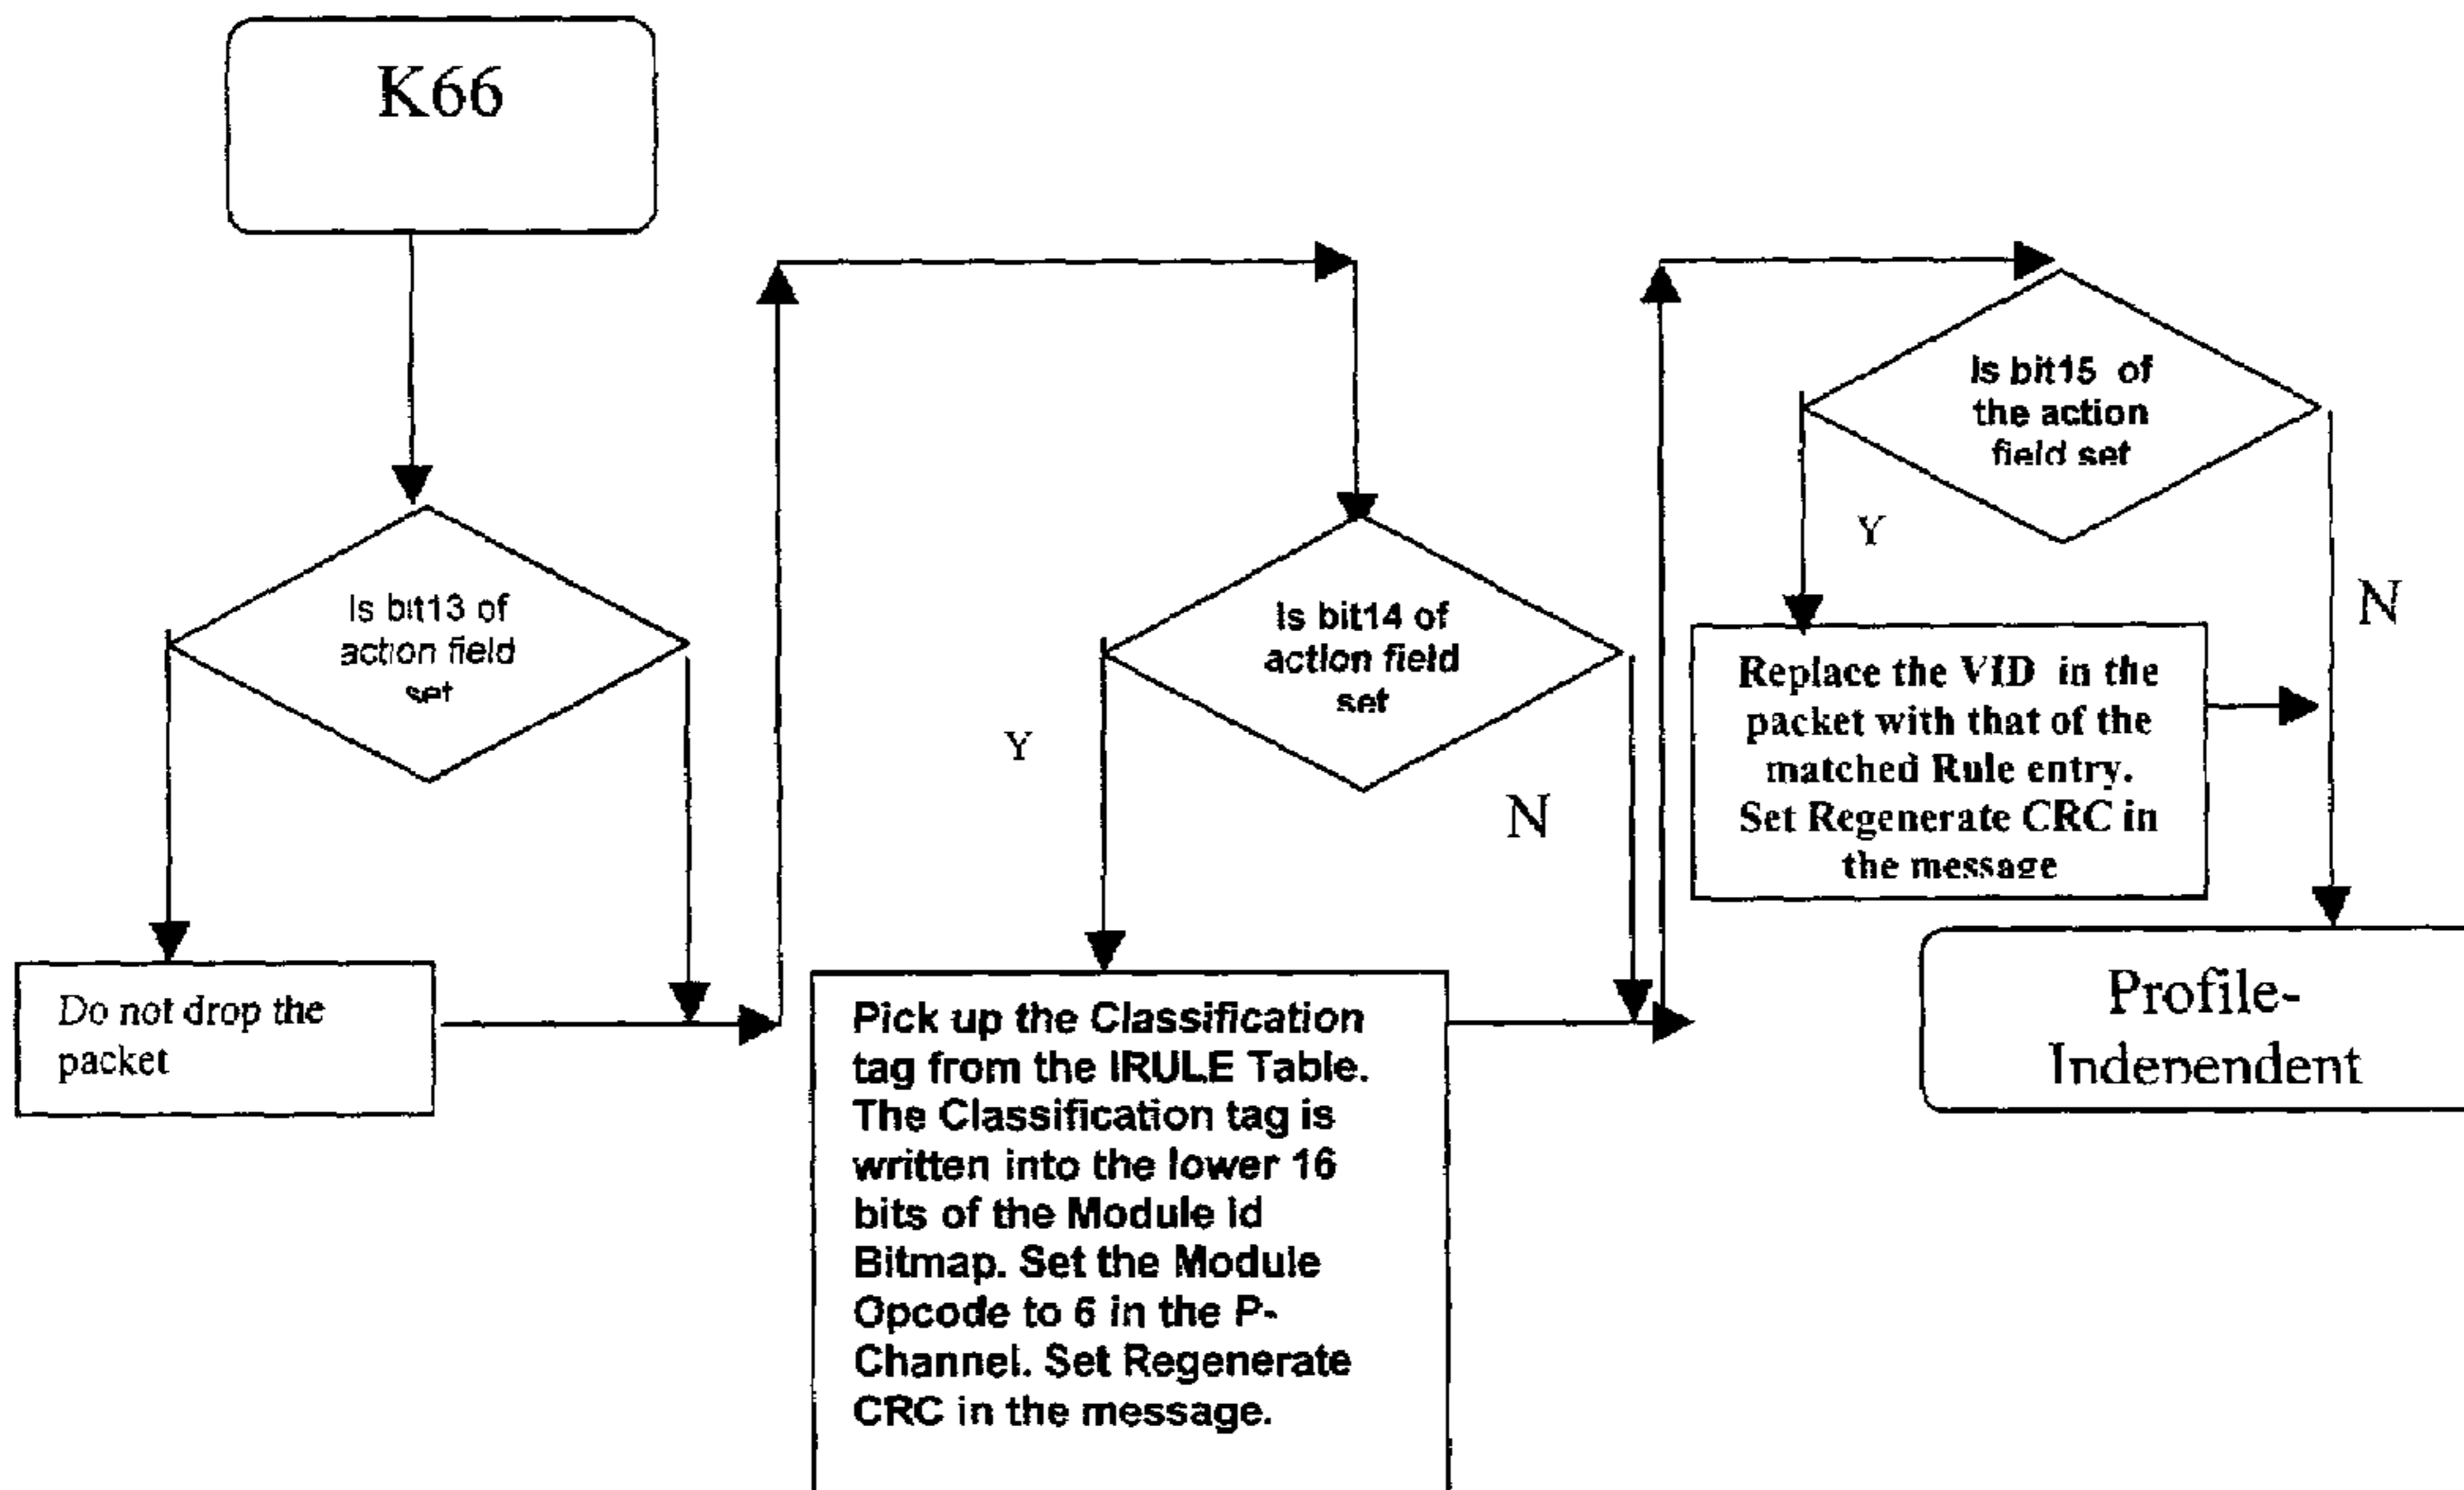 K66
Is bit13 of
action field
set
Do not drop the
packet
Is bit14 of
action field
set
Y
N
Pick up the Classification
tag from the IRULE Table.
The Classification tag is
written into the lower 16
bits of the Module Id
Bitmap. Set the Module
Opcode to 6 in the P-
Channel. Set Regenerate
CRC in the message.
Is bit15 of
the action
field set
Y
N
Replace the VID in the
packet with that of the
matched Rule entry.
Set Regenerate CRC in
the message
Profile-
Independent